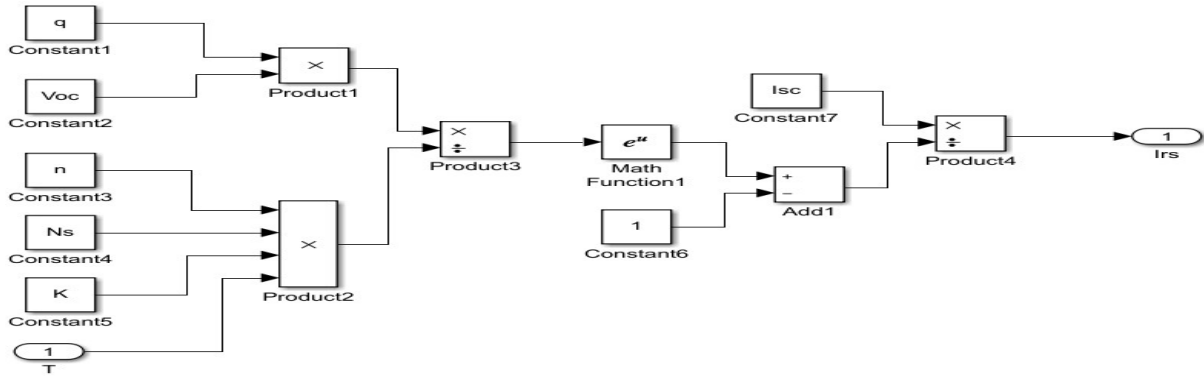 q
Constant1
Voc
Constant2
×
Product1
n
Constant3
Ns
Constant4
K
Constant5
1
T
×
Product2
×
÷
Product3
e^u
Math
Function1
1
Constant6
+
−
Add1
Isc
Constant7
×
÷
Product4
1
Irs